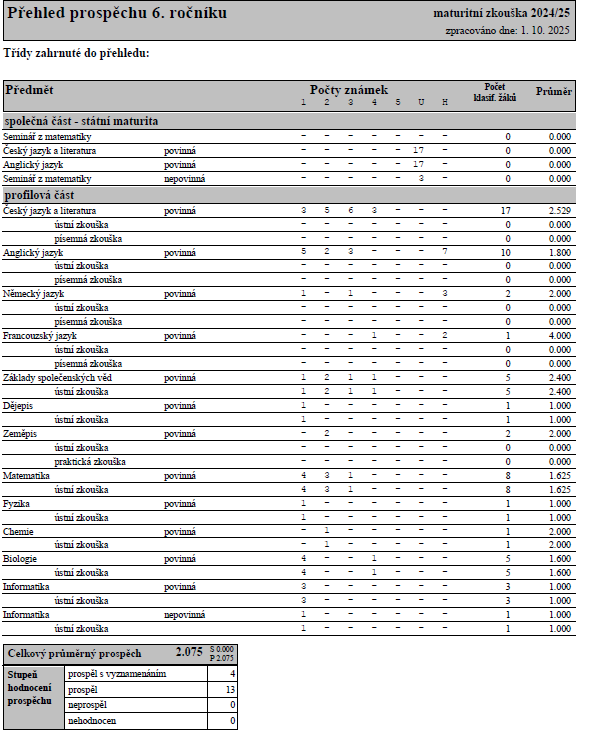 Přehled prospěchu 6. ročníku maturitní zkouška 2024/25
zpracováno dne: 1. 10. 2025
Třídy zahrnuté do přehledu:
Předmět Počty známek Počet klasif. žáků Průměr
1 2 3 4 5 U H
společná část - státní maturita
Seminář z matematiky - - - - - - - 0 0.000
Český jazyk a literatura povinná - - - - - 17 - 0 0.000
Anglický jazyk povinná - - - - - 17 - 0 0.000
Seminář z matematiky nepovinná - - - - - 3 - 0 0.000
profilová část
Český jazyk a literatura povinná 3 5 6 3 - - - 17 2.529
ústní zkouška - - - - - - - 0 0.000
písemná zkouška - - - - - - - 0 0.000
Anglický jazyk povinná 5 2 3 - - - 7 10 1.800
ústní zkouška - - - - - - - 0 0.000
písemná zkouška - - - - - - - 0 0.000
Německý jazyk povinná 1 - 1 - - - 3 2 2.000
ústní zkouška - - - - - - - 0 0.000
písemná zkouška - - - - - - - 0 0.000
Francouzský jazyk povinná - - - 1 - - 2 1 4.000
ústní zkouška - - - - - - - 0 0.000
písemná zkouška - - - - - - - 0 0.000
Základy společenských věd povinná 1 2 1 1 - - - 5 2.400
ústní zkouška 1 2 1 1 - - - 5 2.400
Dějepis povinná 1 - - - - - - 1 1.000
ústní zkouška 1 - - - - - - 1 1.000
Zeměpis povinná - 2 - - - - - 2 2.000
ústní zkouška - - - - - - - 0 0.000
praktická zkouška - - - - - - - 0 0.000
Matematika povinná 4 3 1 - - - - 8 1.625
ústní zkouška 4 3 1 - - - - 8 1.625
Fyzika povinná 1 - - - - - - 1 1.000
ústní zkouška 1 - - - - - - 1 1.000
Chemie povinná - 1 - - - - - 1 2.000
ústní zkouška - 1 - - - - - 1 2.000
Biologie povinná 4 - - 1 - - - 5 1.600
ústní zkouška 4 - - 1 - - - 5 1.600
Informatika povinná 3 - - - - - - 3 1.000
ústní zkouška 3 - - - - - - 3 1.000
Informatika nepovinná 1 - - - - - - 1 1.000
ústní zkouška 1 - - - - - - 1 1.000
Celkový průměrný prospěch 2.075 S 0.000 P 2.075
Stupeň hodnocení prospěchu
prospěl s vyznamenáním 4
prospěl 13
neprospěl 0
nehodnocen 0